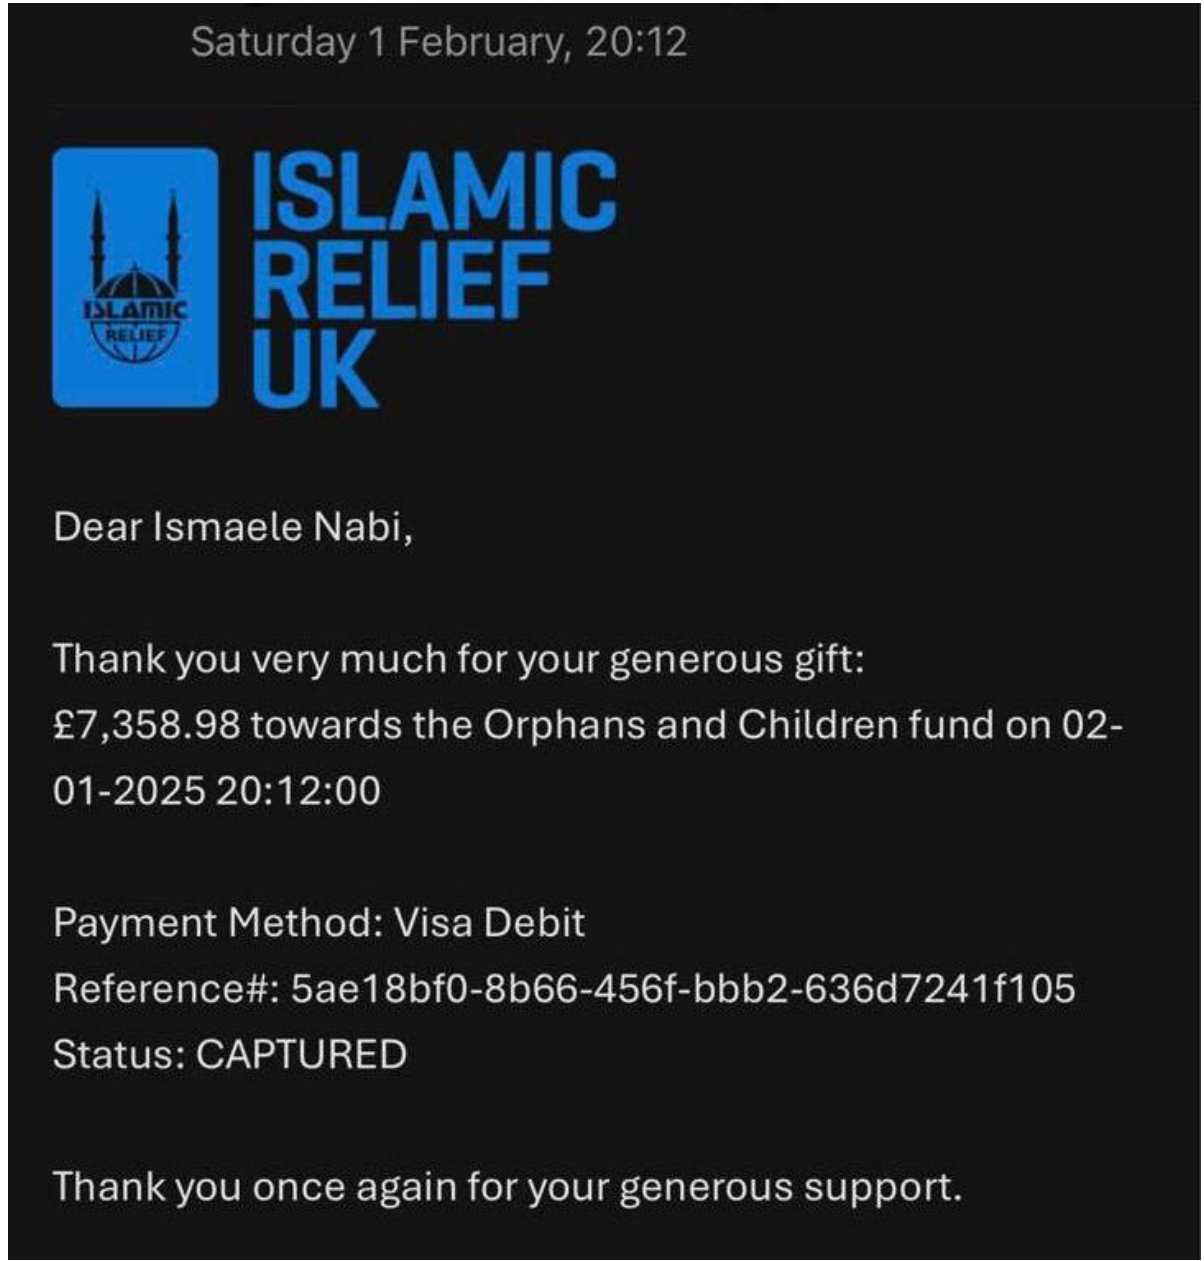 Saturday 1 February, 20:12
ISLAMIC
RELIEF
ISLAMIC
RELIEF
UK
Dear Ismaele Nabi,
Thank you very much for your generous gift:
£7,358.98 towards the Orphans and Children fund on 02-
01-2025 20:12:00
Payment Method: Visa Debit
Reference#: 5ae18bf0-8b66-456f-bbb2-636d7241f105
Status: CAPTURED
Thank you once again for your generous support.